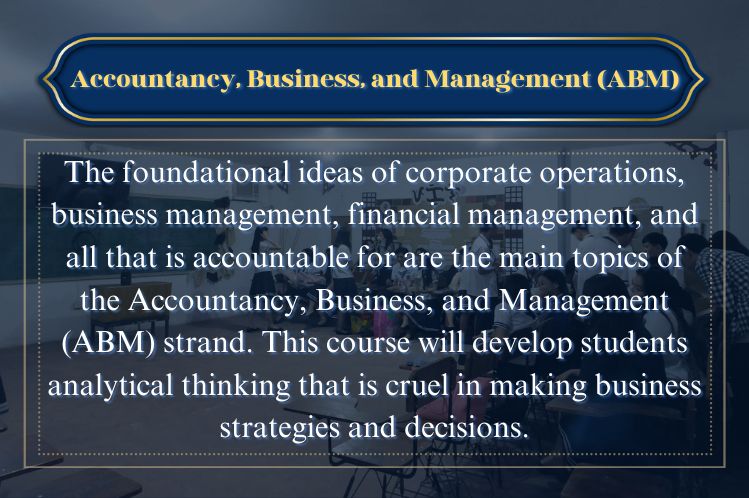 Accountancy, Business, and Management (ABM)
The foundational ideas of corporate operations,
business management, financial management, and
all that is accountable for are the main topics of
the Accountancy, Business, and Management
(ABM) strand. This course will develop students
analytical thinking that is cruel in making business
strategies and decisions.